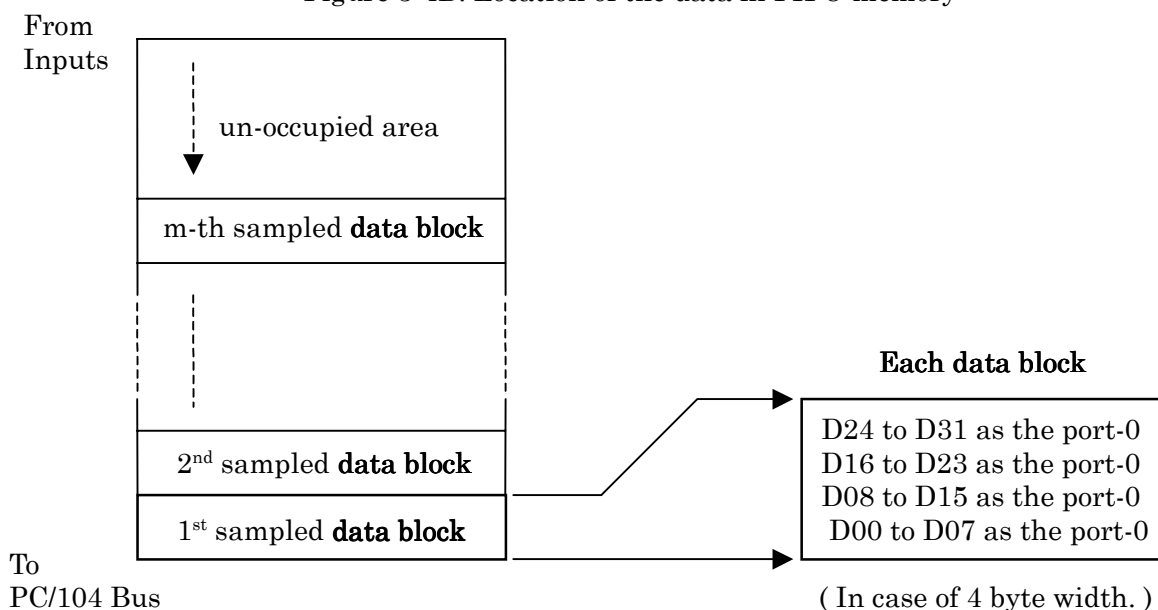 Figure 3-4B: Location of the data in FIFO memory
From
Inputs
un-occupied area
m-th sampled data block
Each data block
D24 to D31 as the port-0
2nd sampled data block
D16 to D23 as the port-0
D08 to D15 as the port-0
1st sampled data block
D00 to D07 as the port-0
To
PC/104 Bus
( In case of 4 byte width. )